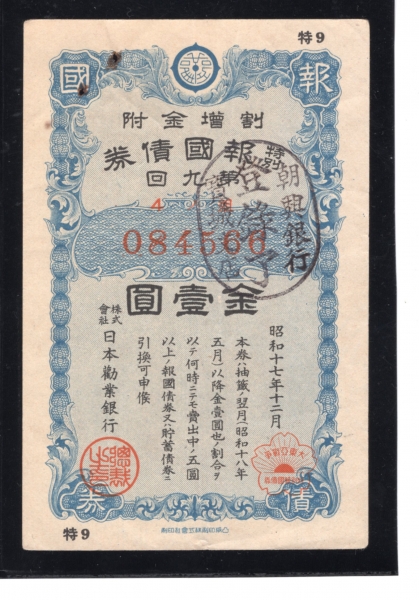 特9
國 報
割增金附
特別報國債券
第九回
084560
金壹圓
昭和十七年十二月
本券ハ抽籤ノ翌月(昭和十八年
五月)以降金壹圓也ノ割合ヲ
以テ何時ニテモ賣出中ノ五圓
以上ノ報國債券又ハ貯蓄債券ニ
引換可申候
株式會社 日本勸業銀行
朝興銀行
券 債
特9